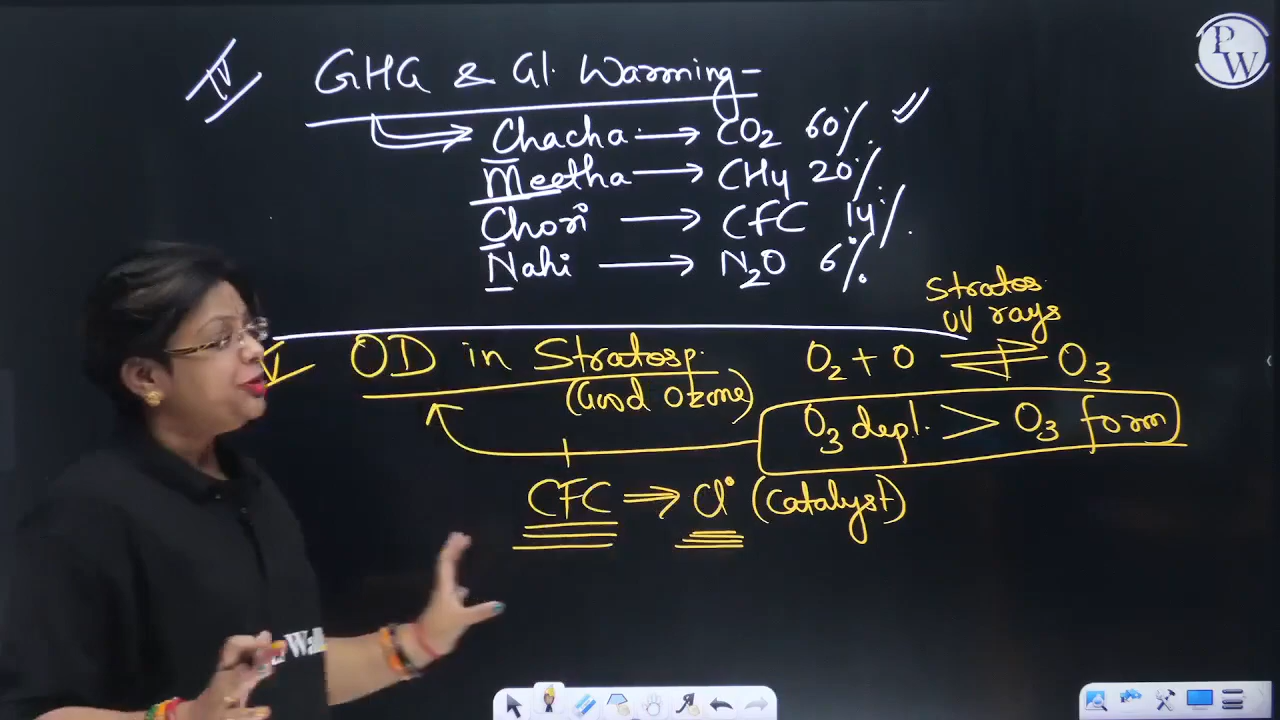 IV GHG & Gl. Warming-
Chacha → CO2 60%.
Meetha → CH4 20%.
Chori → CFC 14%.
Nahi → N2O 6%.
V OD in Stratosp.
(Good Ozone)
Stratos
UV rays
O2 + O ⇌ O3
O3 depl. > O3 form
CFC ⇒ Cl° (Catalyst)
PW
Wall